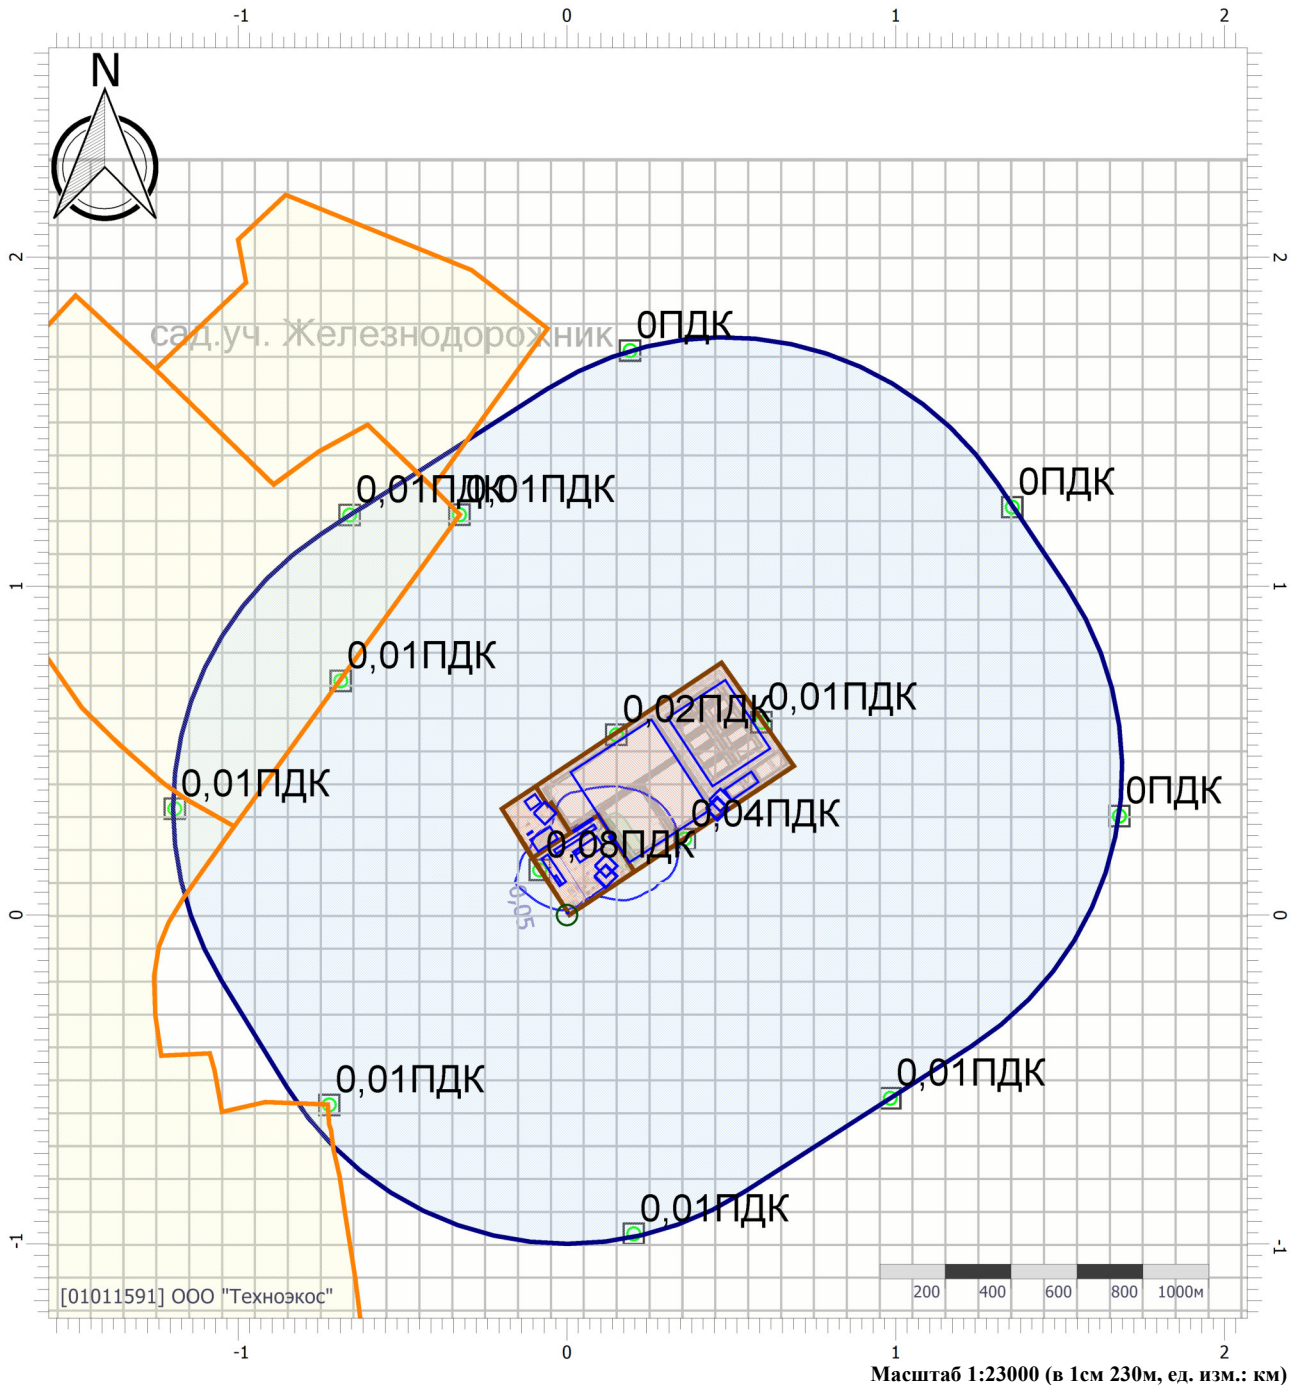 -1 0 1 2
N
2 2
сад.уч. Железнодорожник
0ПДК
0,01ПДК 0,01ПДК
0ПДК
1 1
0,01ПДК
0,02ПДК 0,01ПДК
0,01ПДК
0ПДК
0,04ПДК
0,08ПДК
0,05
0 0
0,01ПДК
0,01ПДК
0,01ПДК
-1 -1
[01011591] ООО "Техноэкос"
200 400 600 800 1000м
-1 0 1 2
Масштаб 1:23000 (в 1см 230м, ед. изм.: км)